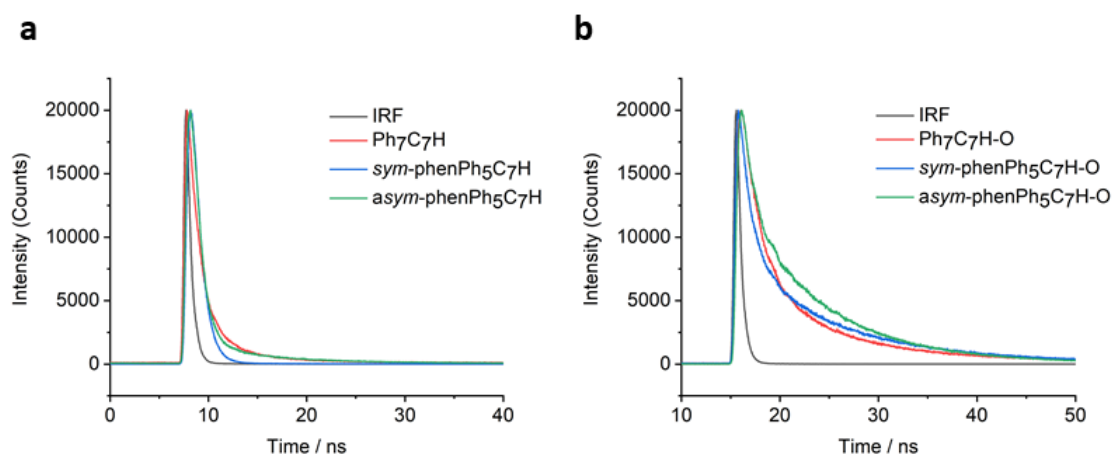 a
b
IRF
Ph₇C₇H
sym-phenPh₅C₇H
asym-phenPh₅C₇H
Intensity (Counts)
20000
15000
10000
5000
0
0 10 20 30 40
Time / ns
IRF
Ph₇C₇H-O
sym-phenPh₅C₇H-O
asym-phenPh₅C₇H-O
Intensity (Counts)
20000
15000
10000
5000
0
10 20 30 40 50
Time / ns